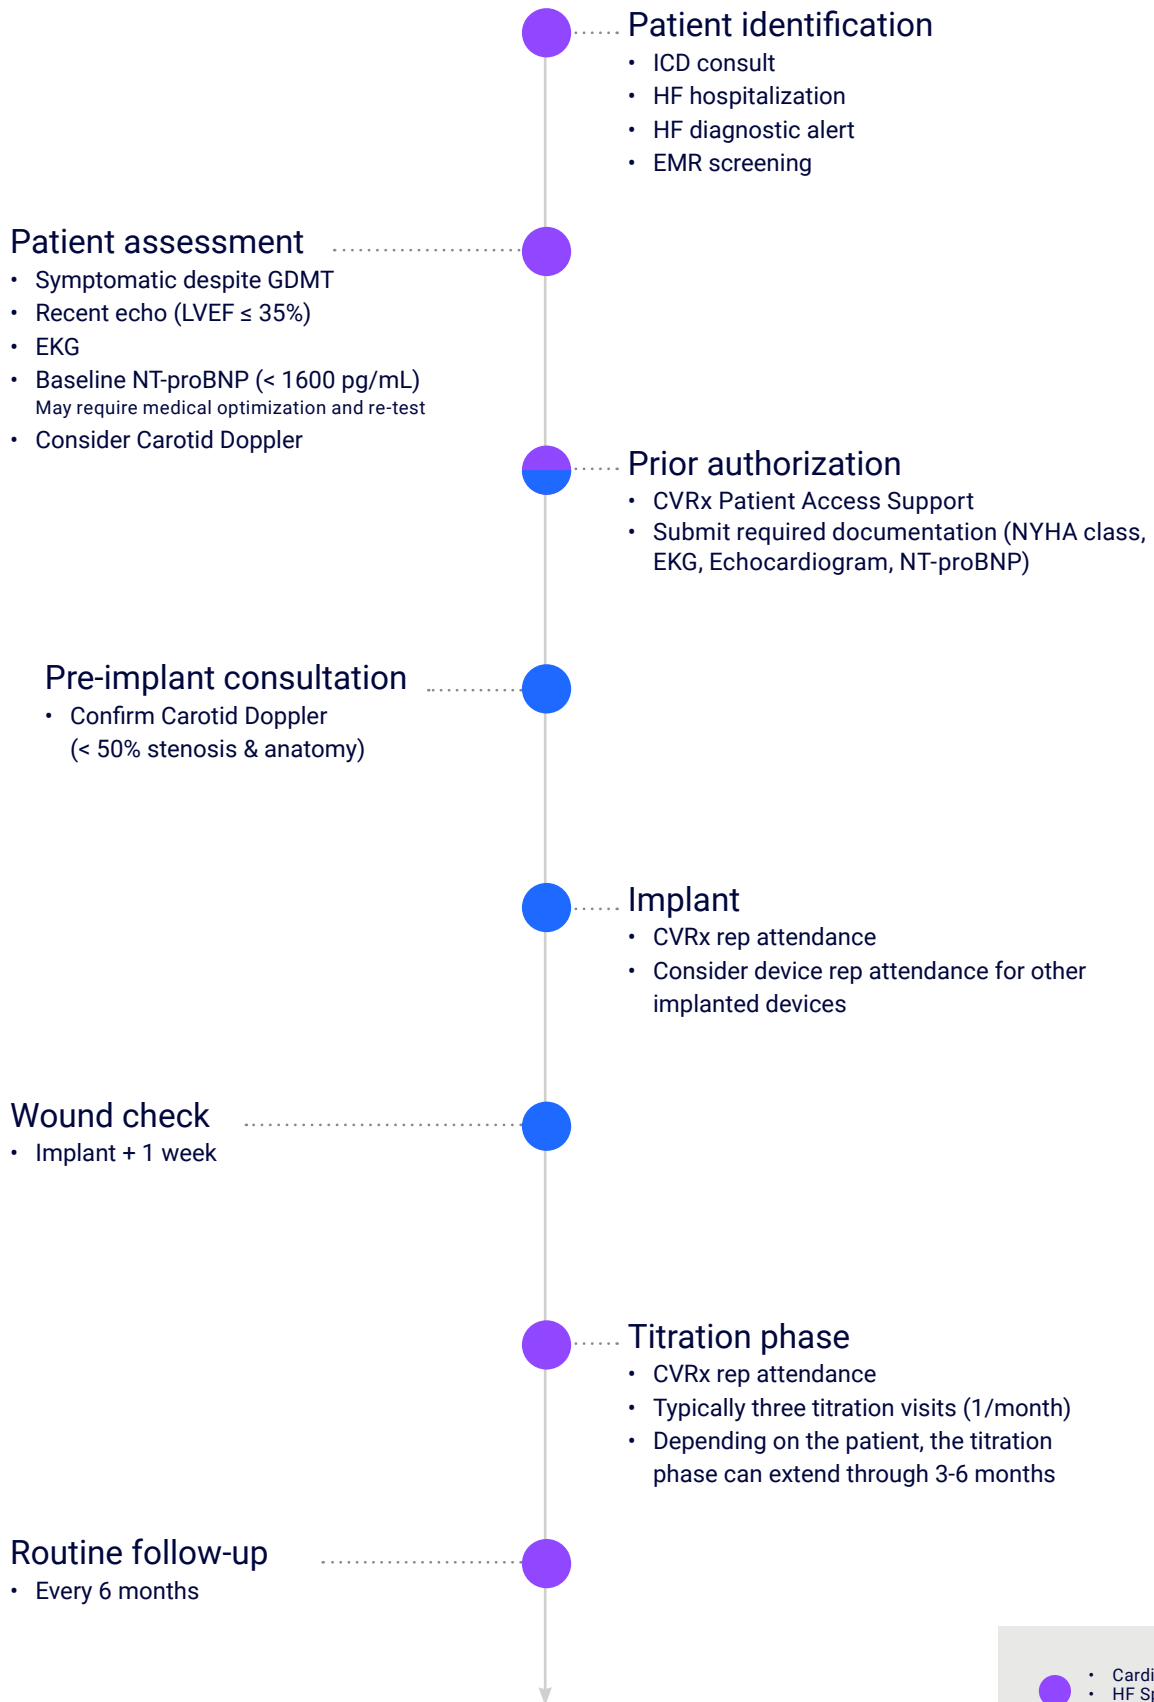 Patient identification
• ICD consult
• HF hospitalization
• HF diagnostic alert
• EMR screening
Patient assessment
• Symptomatic despite GDMT
• Recent echo (LVEF ≤ 35%)
• EKG
• Baseline NT-proBNP (< 1600 pg/mL)
May require medical optimization and re-test
• Consider Carotid Doppler
Prior authorization
• CVRx Patient Access Support
• Submit required documentation (NYHA class,
EKG, Echocardiogram, NT-proBNP)
Pre-implant consultation
• Confirm Carotid Doppler
(< 50% stenosis & anatomy)
Implant
• CVRx rep attendance
• Consider device rep attendance for other
implanted devices
Wound check
• Implant + 1 week
Titration phase
• CVRx rep attendance
• Typically three titration visits (1/month)
• Depending on the patient, the titration
phase can extend through 3-6 months
Routine follow-up
• Every 6 months
• HF